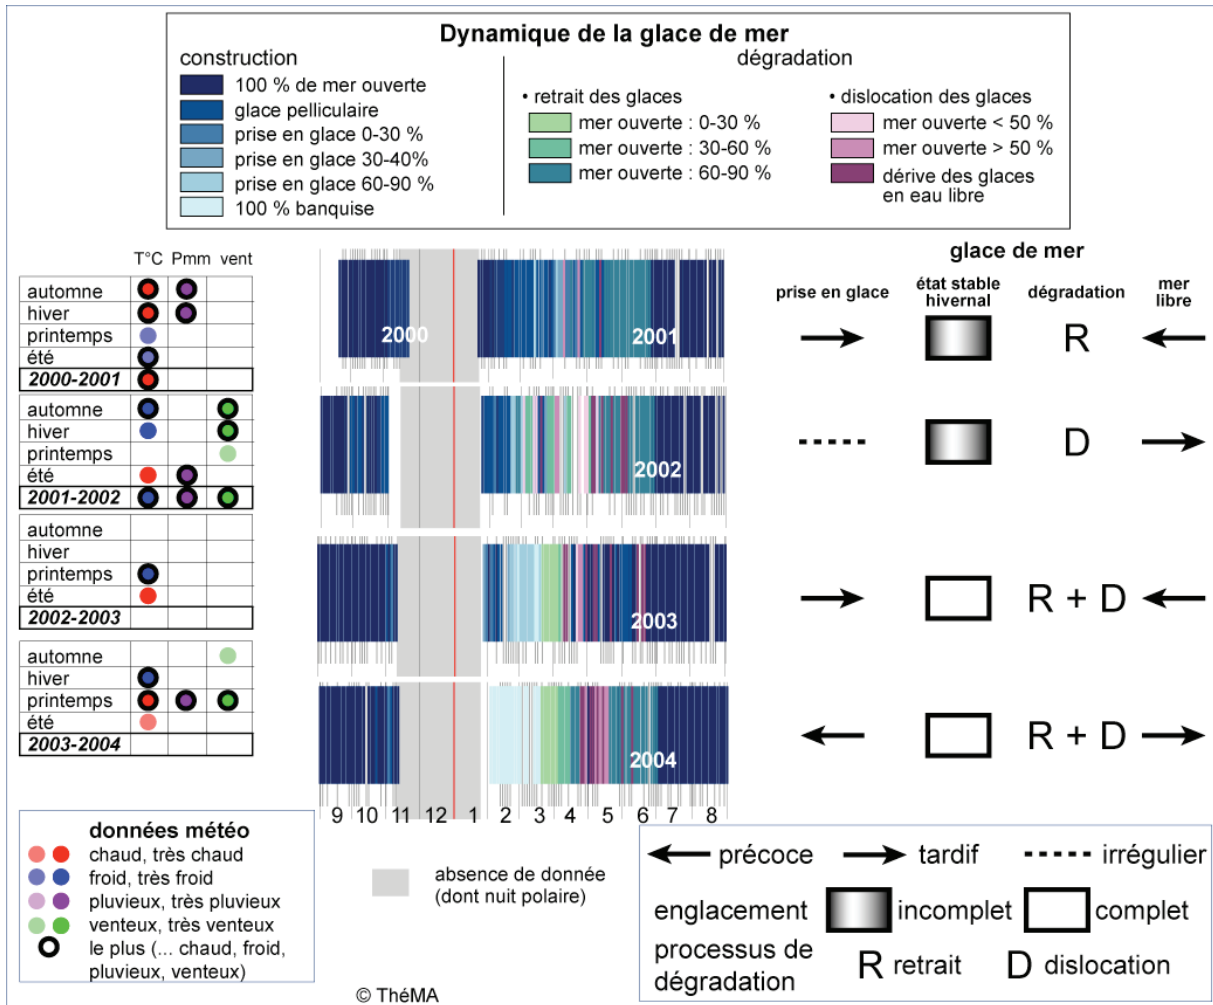 Dynamique de la glace de mer
construction
100 % de mer ouverte
glace pelliculaire
prise en glace 0-30 %
prise en glace 30-40%
prise en glace 60-90 %
100 % banquise
dégradation
• retrait des glaces
mer ouverte : 0-30 %
mer ouverte : 30-60 %
mer ouverte : 60-90 %
• dislocation des glaces
mer ouverte < 50 %
mer ouverte > 50 %
dérive des glaces
en eau libre
T°C Pmm vent
automne
hiver
printemps
été
2000-2001
automne
hiver
printemps
été
2001-2002
automne
hiver
printemps
été
2002-2003
automne
hiver
printemps
été
2003-2004
2000 2001
2002
2003
2004
9 10 11 12 1 2 3 4 5 6 7 8
glace de mer
prise en glace
état stable
hivernal
dégradation
mer
libre
R
D
R + D
R + D
données météo
chaud, très chaud
froid, très froid
pluvieux, très pluvieux
venteux, très venteux
le plus (... chaud, froid,
pluvieux, venteux)
absence de donnée
(dont nuit polaire)
© ThéMA
précoce tardif irrégulier
englacement incomplet complet
processus de
dégradation R retrait D dislocation